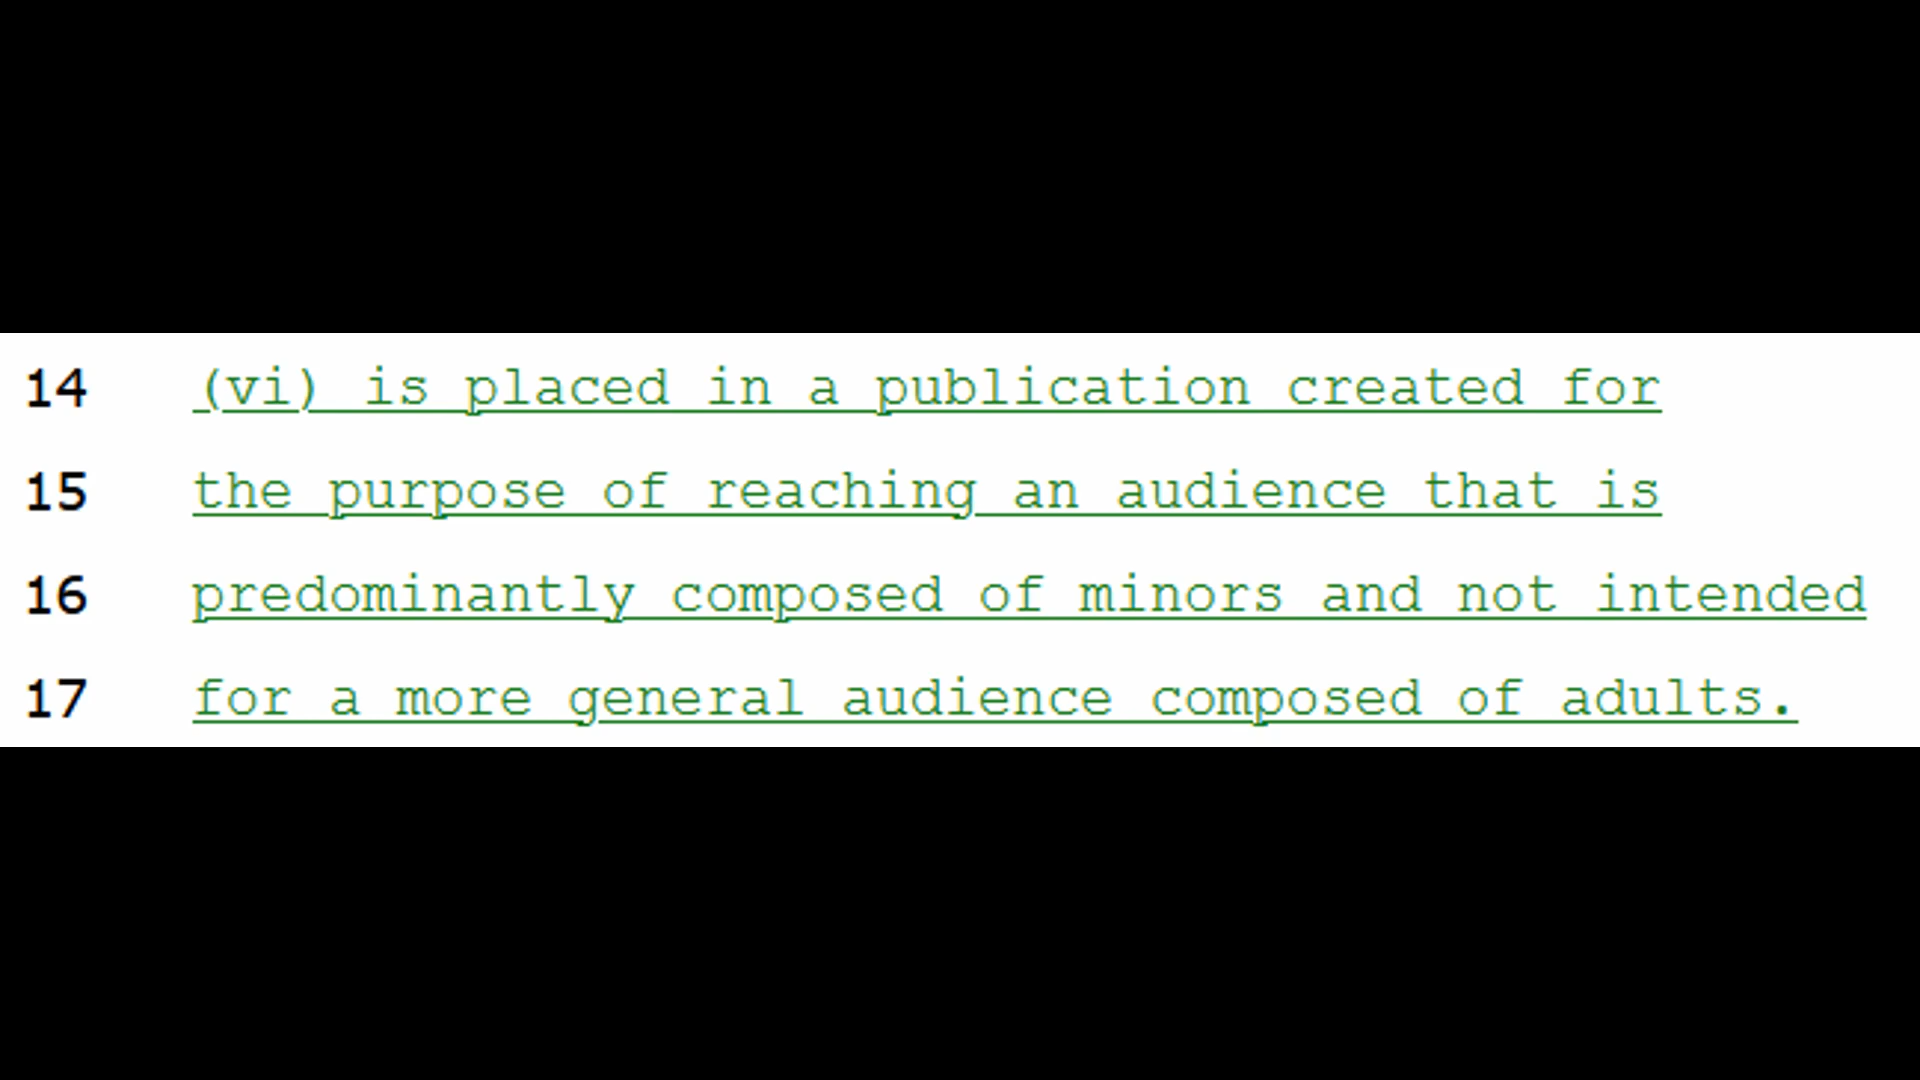 14 (vi) is placed in a publication created for
15 the purpose of reaching an audience that is
16 predominantly composed of minors and not intended
17 for a more general audience composed of adults.